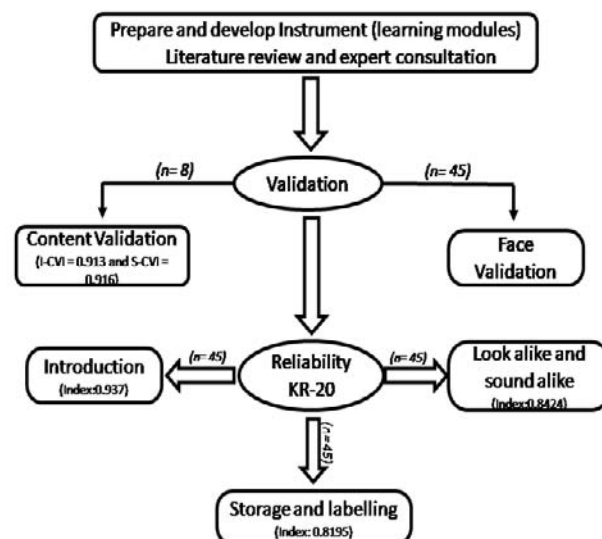 Prepare and develop Instrument (learning modules)
Literature review and expert consultation
(n= 8)
Validation
(n= 45)
Content Validation
(I-CVI = 0.913 and S-CVI =
0.916)
Face
Validation
Introduction
(Index:0.937)
(n=45)
Reliability
KR-20
(n=45)
Look alike and
sound alike
(Index:0.8424)
(n=45)
Storage and labelling
(Index: 0.8195)